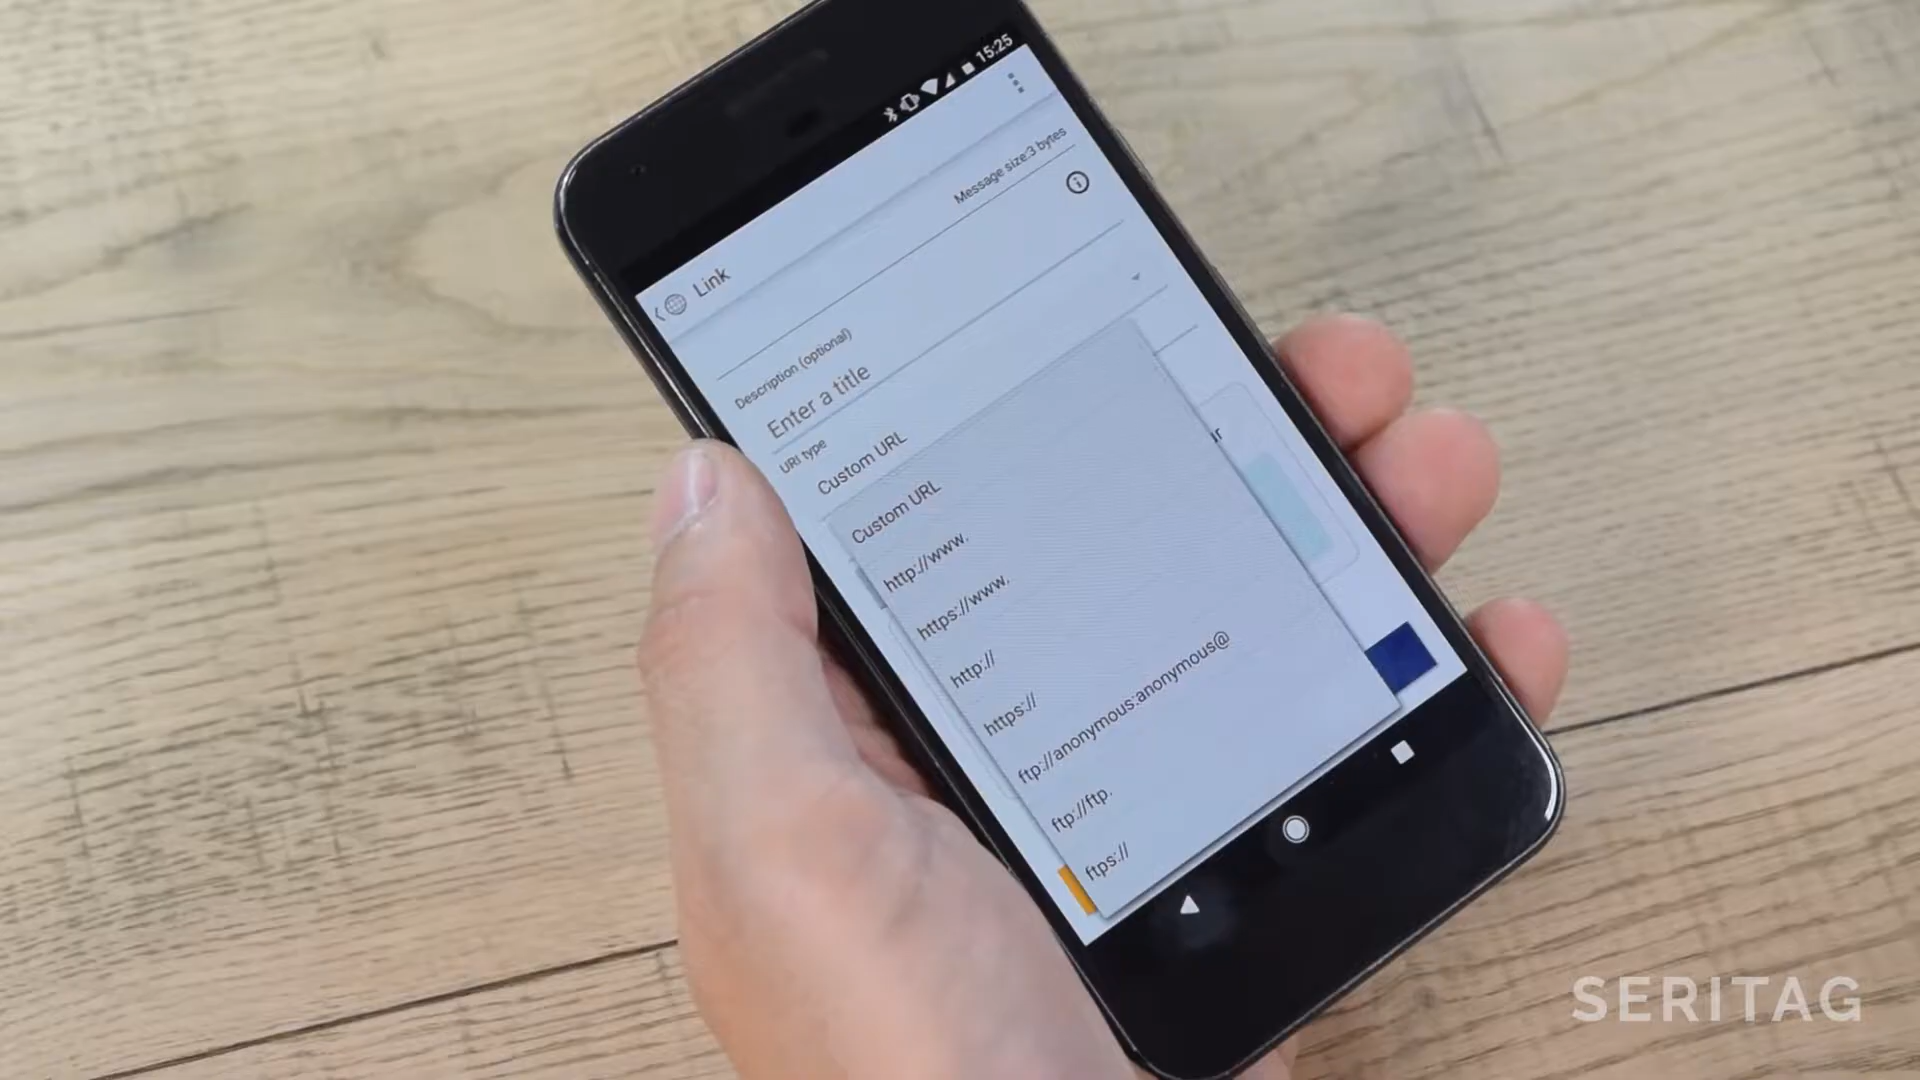 15:25
Link
Message size:3 bytes
Description (optional)
Enter a title
URI type
Custom URL
Custom URL
http://www.
https://www.
http://
https://
ftp://anonymous:anonymous@
ftp://ftp.
ftps://
SERITAG